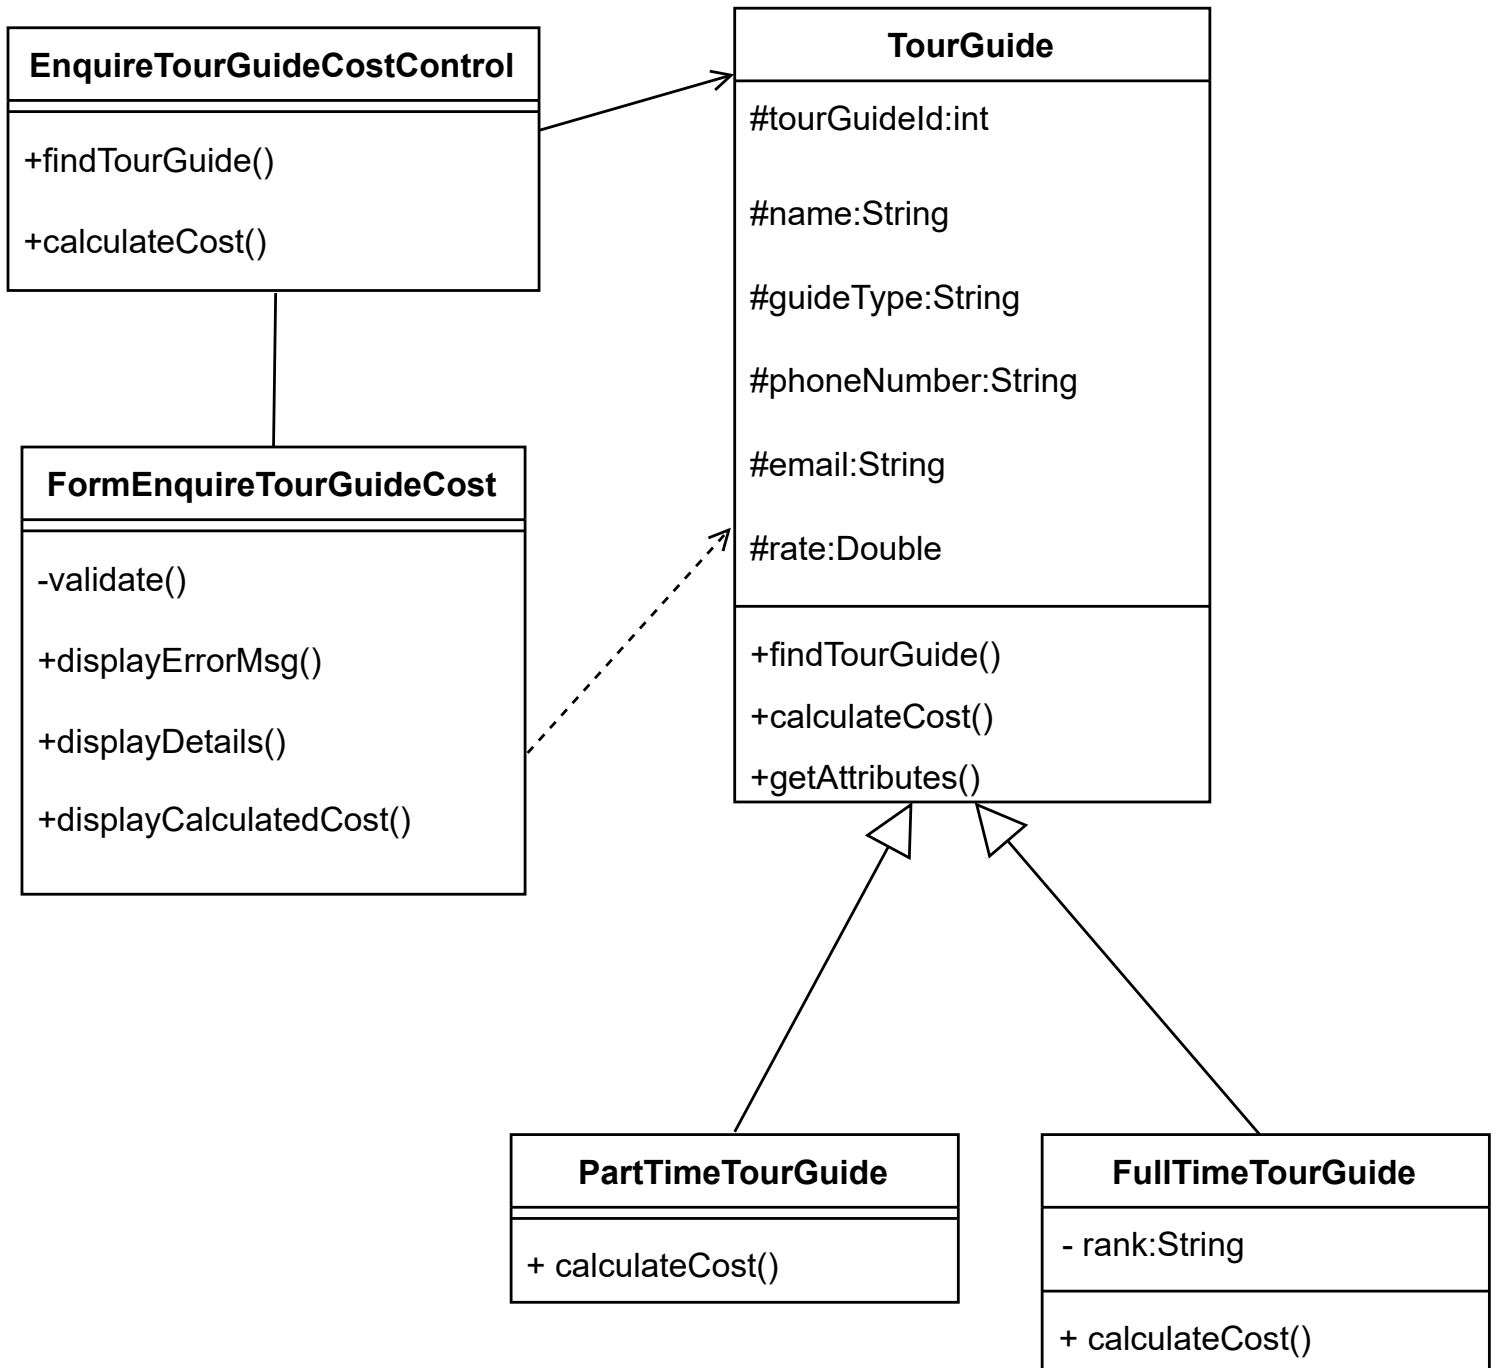 EnquireTourGuideCostControl
+findTourGuide()
+calculateCost()
TourGuide
#tourGuideId:int
#name:String
#guideType:String
#phoneNumber:String
#email:String
#rate:Double
+findTourGuide()
+calculateCost()
+getAttributes()
FormEnquireTourGuideCost
-validate()
+displayErrorMsg()
+displayDetails()
+displayCalculatedCost()
PartTimeTourGuide
+ calculateCost()
FullTimeTourGuide
- rank:String
+ calculateCost()